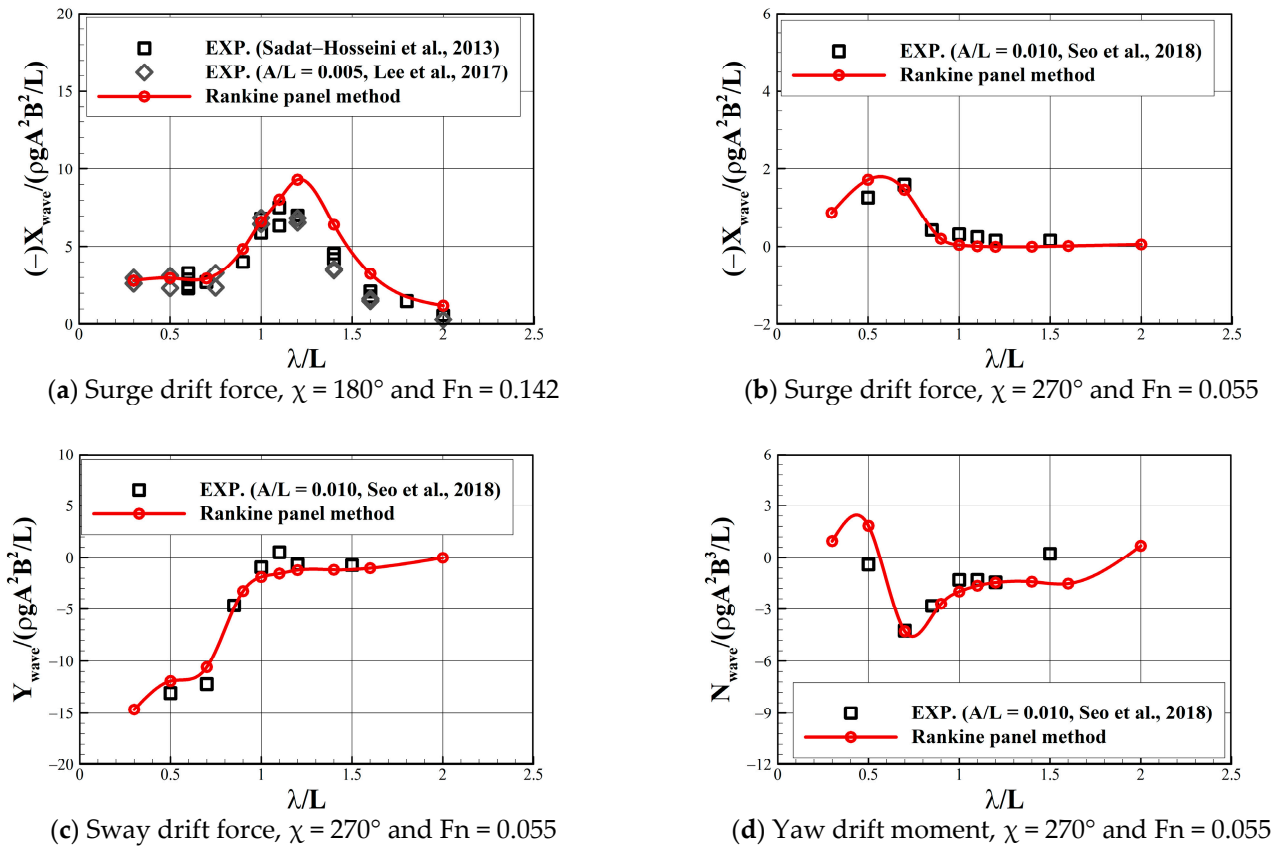 20
15
10
5
0
0
0.5
1
1.5
2
2.5
(−)X_wave/(ρgA²B²/L)
λ/L
EXP. (Sadat−Hosseini et al., 2013)
EXP. (A/L = 0.005, Lee et al., 2017)
Rankine panel method
(a) Surge drift force, χ = 180° and Fn = 0.142
6
4
2
0
−2
0
0.5
1
1.5
2
2.5
(−)X_wave/(ρgA²B²/L)
λ/L
EXP. (A/L = 0.010, Seo 2018)
Rankine panel method
(b) Surge drift force, χ = 270° and Fn = 0.055
10
5
0
−5
−10
−15
−20
0
0.5
1
1.5
2
2.5
Y_wave/(ρgA²B²/L)
λ/L
EXP. (A/L = 0.010, Seo et al., 2018)
Rankine panel method
(c) Sway drift force, χ = 270° and Fn = 0.055
6
3
0
−3
−6
−9
−12
0
0.5
1
1.5
2
2.5
N_wave/(ρgA²B³/L)
λ/L
EXP. (A/L = 0.010, Seo et al., 2018)
Rankine panel method
(d) Yaw drift moment, χ = 270° and Fn = 0.055